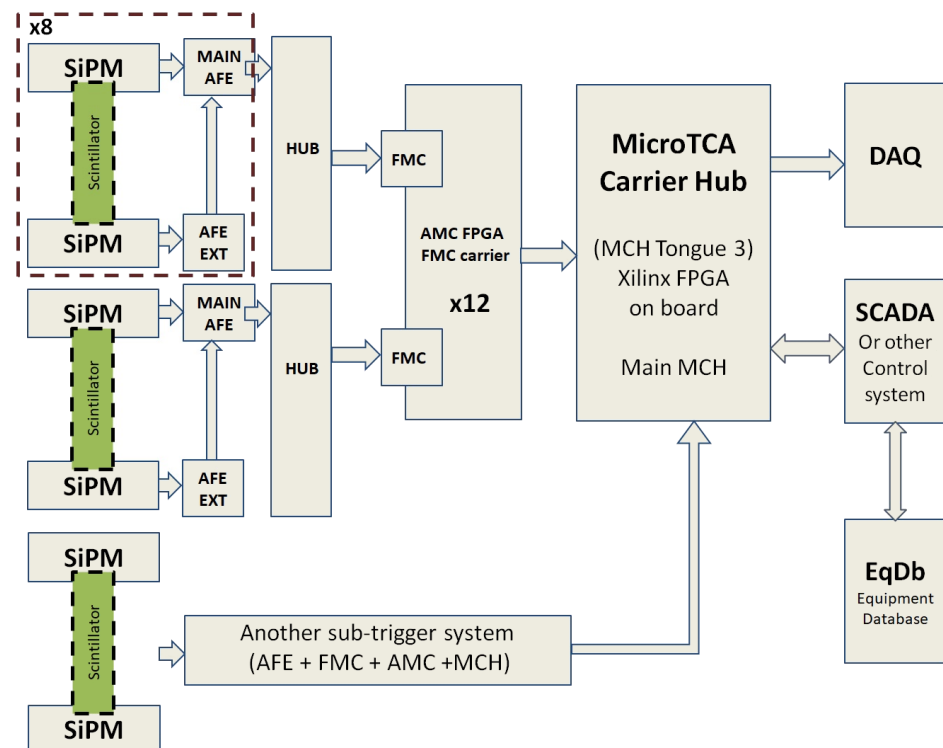 x8
SiPM
Scintillator
SiPM
MAIN
AFE
AFE
EXT
HUB
FMC
SiPM
Scintillator
SiPM
MAIN
AFE
AFE
EXT
HUB
FMC
AMC FPGA
FMC carrier
x12
MicroTCA
Carrier Hub
(MCH Tongue 3)
Xilinx FPGA
on board
Main MCH
DAQ
SCADA
Or other
Control
system
EqDb
Equipment
Database
SiPM
Scintillator
SiPM
Another sub-trigger system
(AFE + FMC + AMC +MCH)